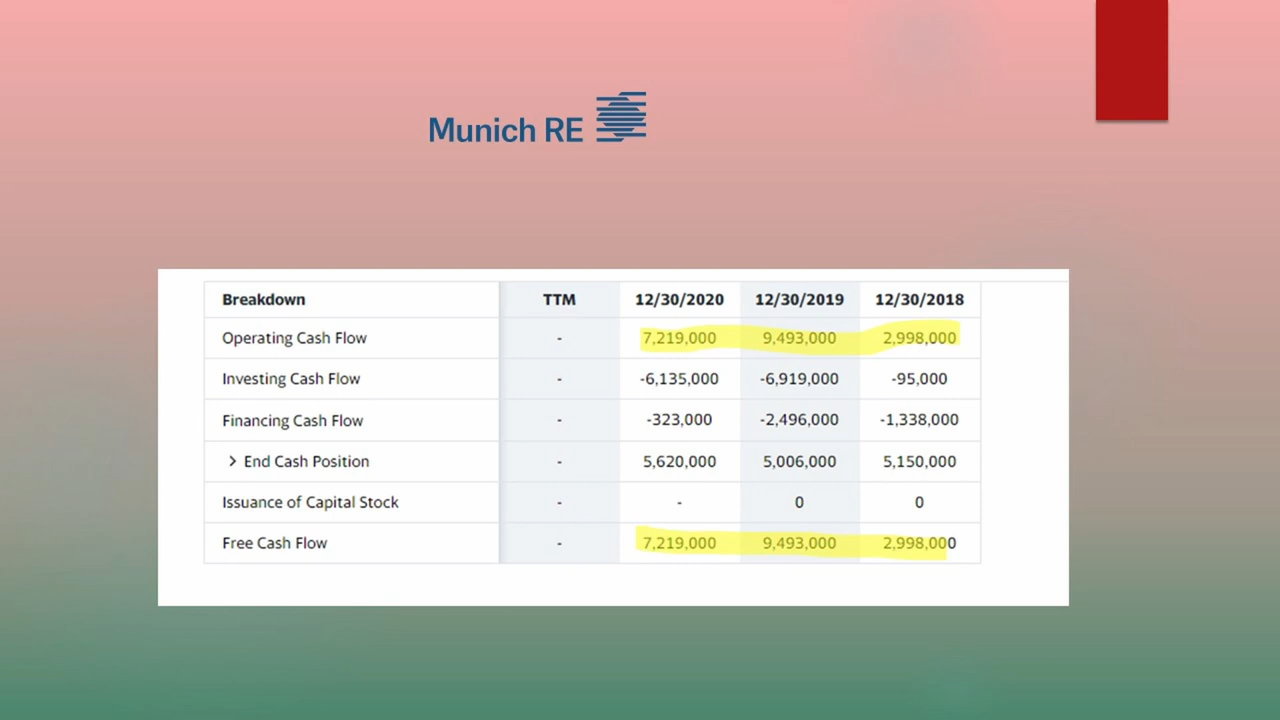 Munich RE
Breakdown TTM 12/30/2020 12/30/2019 12/30/2018
Operating Cash Flow - 7,219,000 9,493,000 2,998,000
Investing Cash Flow - -6,135,000 -6,919,000 -95,000
Financing Cash Flow - -323,000 -2,496,000 -1,338,000
> End Cash Position - 5,620,000 5,006,000 5,150,000
Issuance of Capital Stock - - 0 0
Free Cash Flow - 7,219,000 9,493,000 2,998,000